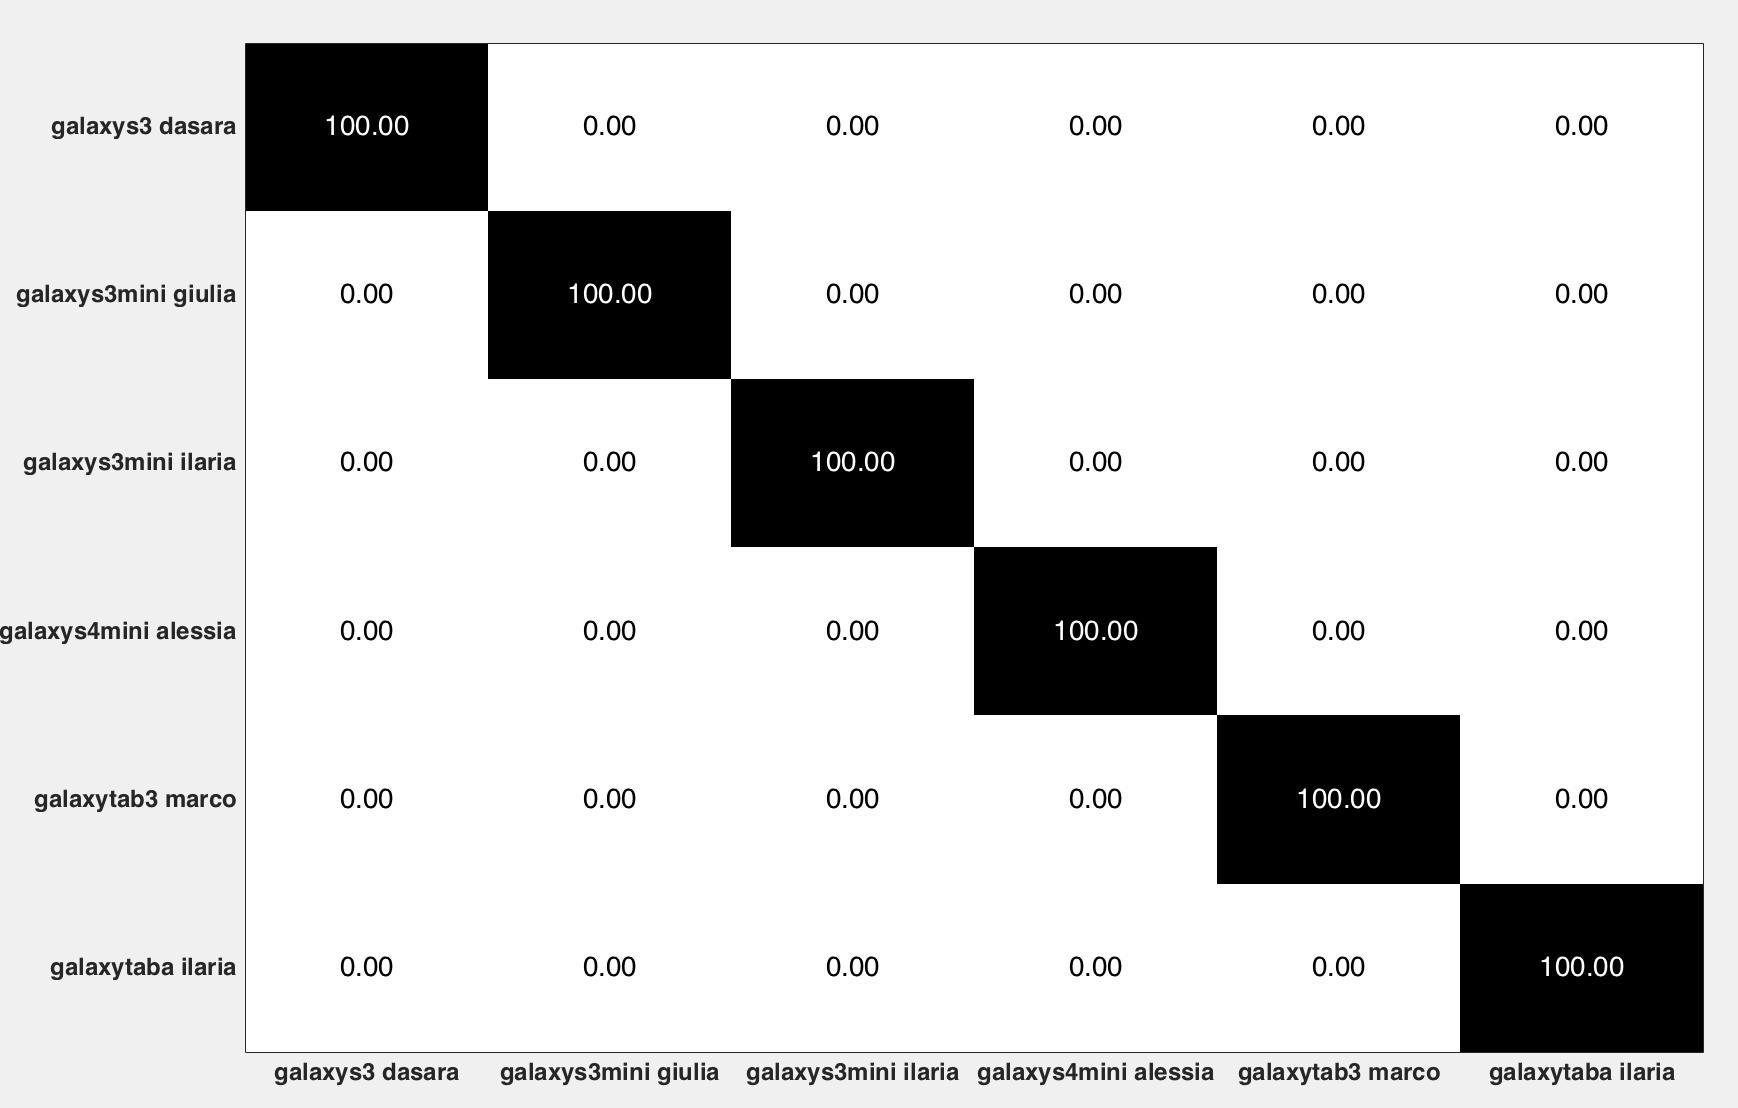 galaxys3 dasara 100.00 0.00 0.00 0.00 0.00 0.00
galaxys3mini giulia 0.00 100.00 0.00 0.00 0.00 0.00
galaxys3mini ilaria 0.00 0.00 100.00 0.00 0.00 0.00
galaxys4mini alessia 0.00 0.00 0.00 100.00 0.00 0.00
galaxytab3 marco 0.00 0.00 0.00 0.00 100.00 0.00
galaxytaba ilaria 0.00 0.00 0.00 0.00 0.00 100.00
galaxys3 dasara galaxys3mini giulia galaxys3mini ilaria galaxys4mini alessia galaxytab3 marco galaxytaba ilaria